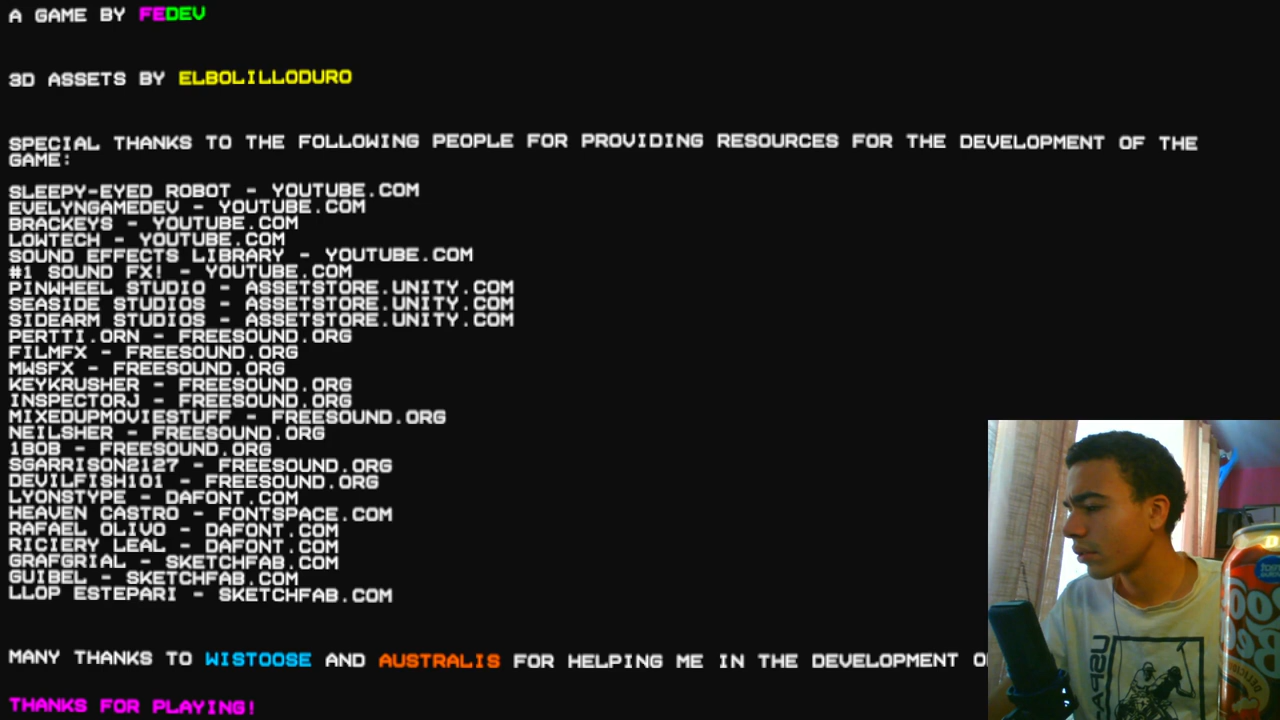 A GAME BY FEDEV
3D ASSETS BY ELBOLILLODURO
SPECIAL THANKS TO THE FOLLOWING PEOPLE FOR PROVIDING RESOURCES FOR THE DEVELOPMENT OF THE
GAME:
SLEEPY-EYED ROBOT - YOUTUBE.COM
EVELYNGAMEDEV - YOUTUBE.COM
BRACKEYS - YOUTUBE.COM
LOWTECH - YOUTUBE.COM
SOUND EFFECTS LIBRARY - YOUTUBE.COM
#1 SOUND FX! - YOUTUBE.COM
PINWHEEL STUDIO - ASSETSTORE.UNITY.COM
SEASIDE STUDIOS - ASSETSTORE.UNITY.COM
SIDEARM STUDIOS - ASSETSTORE.UNITY.COM
PERTTI.ORN - FREESOUND.ORG
FILMFX - FREESOUND.ORG
MWSFX - FREESOUND.ORG
KEYKRUSHER - FREESOUND.ORG
INSPECTORJ - FREESOUND.ORG
MIXEDUPMOVIESTUFF - FREESOUND.ORG
NEILSHER - FREESOUND.ORG
1BOB - FREESOUND.ORG
SGARRISON2127 - FREESOUND.ORG
DEVILFISH101 - FREESOUND.ORG
LYONSTYPE - DAFONT.COM
HEAVEN CASTRO - FONTSPACE.COM
RAFAEL OLIVO - DAFONT.COM
RICIERY LEAL - DAFONT.COM
GRAFGRIAL - SKETCHFAB.COM
GUIBEL - SKETCHFAB.COM
LLOP ESTEPARI - SKETCHFAB.COM
MANY THANKS TO WISTOOSE AND AUSTRALIS FOR HELPING ME IN THE DEVELOPMENT
THANKS FOR PLAYING!